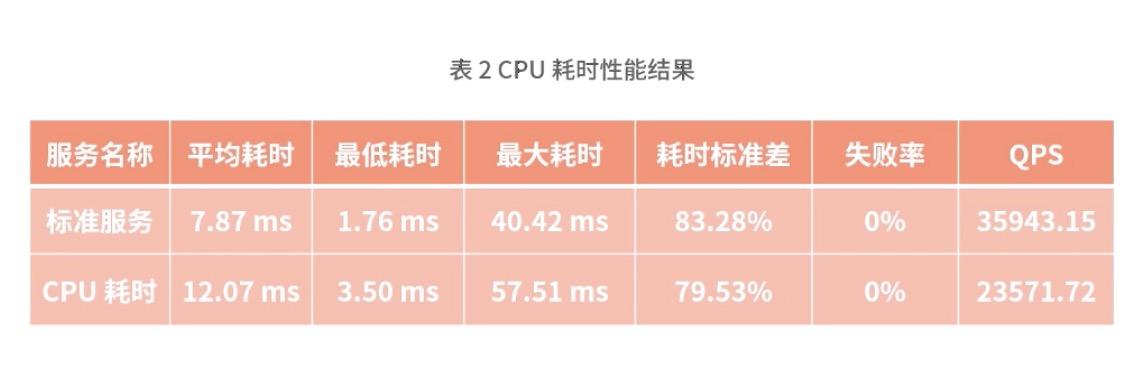 表 2 CPU 耗时性能结果
服务名称 平均耗时 最低耗时 最大耗时 耗时标准差 失败率 QPS
标准服务 7.87 ms 1.76 ms 40.42 ms 83.28% 0% 35943.15
CPU 耗时 12.07 ms 3.50 ms 57.51 ms 79.53% 0% 23571.72